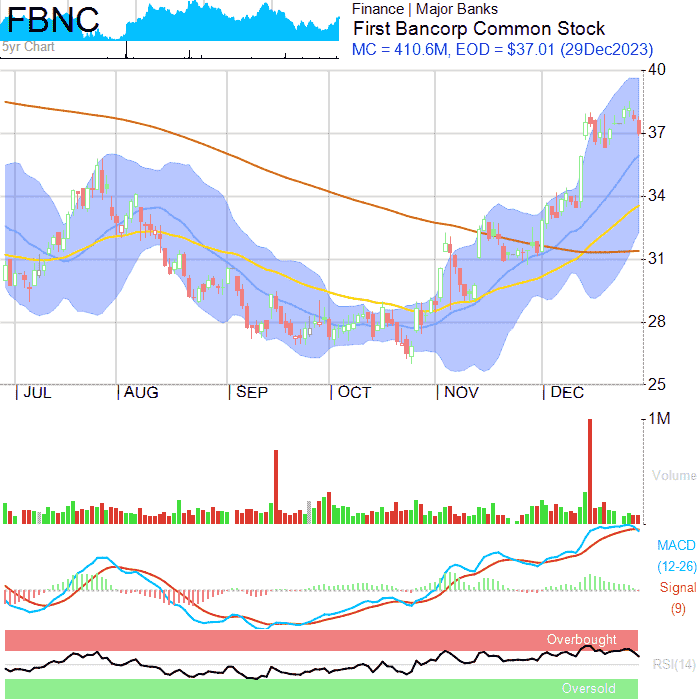 FBNC
5yr Chart
Finance | Major Banks
First Bancorp Common Stock
MC = 410.6M, EOD = $37.01 (29Dec2023)
40
37
34
31
28
25
JUL
AUG
SEP
OCT
NOV
DEC
1M
Volume
MACD
(12-26)
Signal
(9)
Overbought
RSI(14)
Oversold